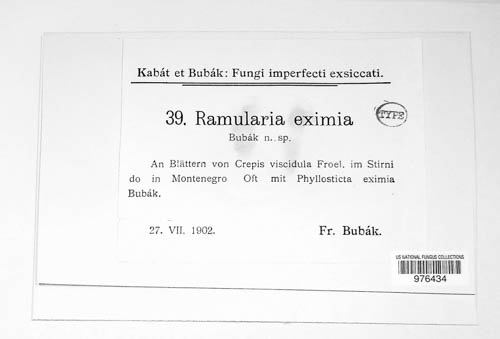 Kabát et Bubák: Fungi imperfecti exsiccati.
39. Ramularia eximia
TYPE
Bubák n. sp.
An Blättern von Crepis viscidula Froel. im Stirni
do in Montenegro Oft mit Phyllosticta eximia
Bubák.
27. VII. 1902.
Fr. Bubák.
US NATIONAL FUNGUS COLLECTIONS
976434